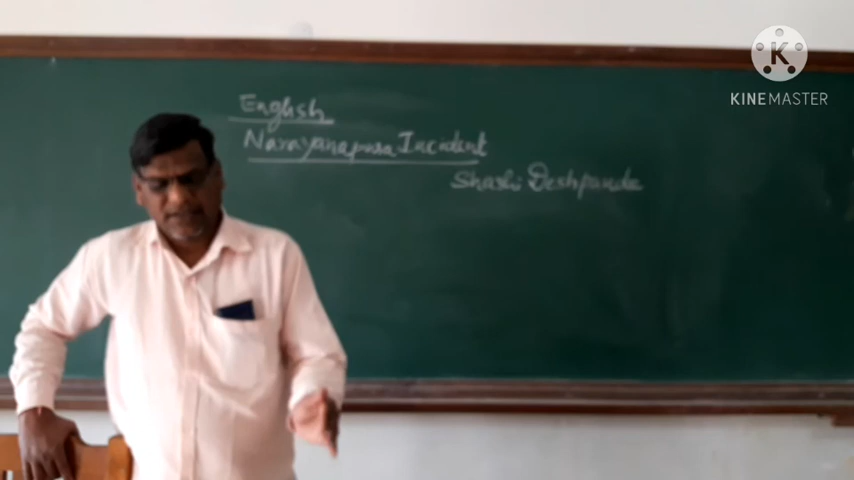 English
Narayanapura Incident
Shashi Deshpande
K
KINEMASTER